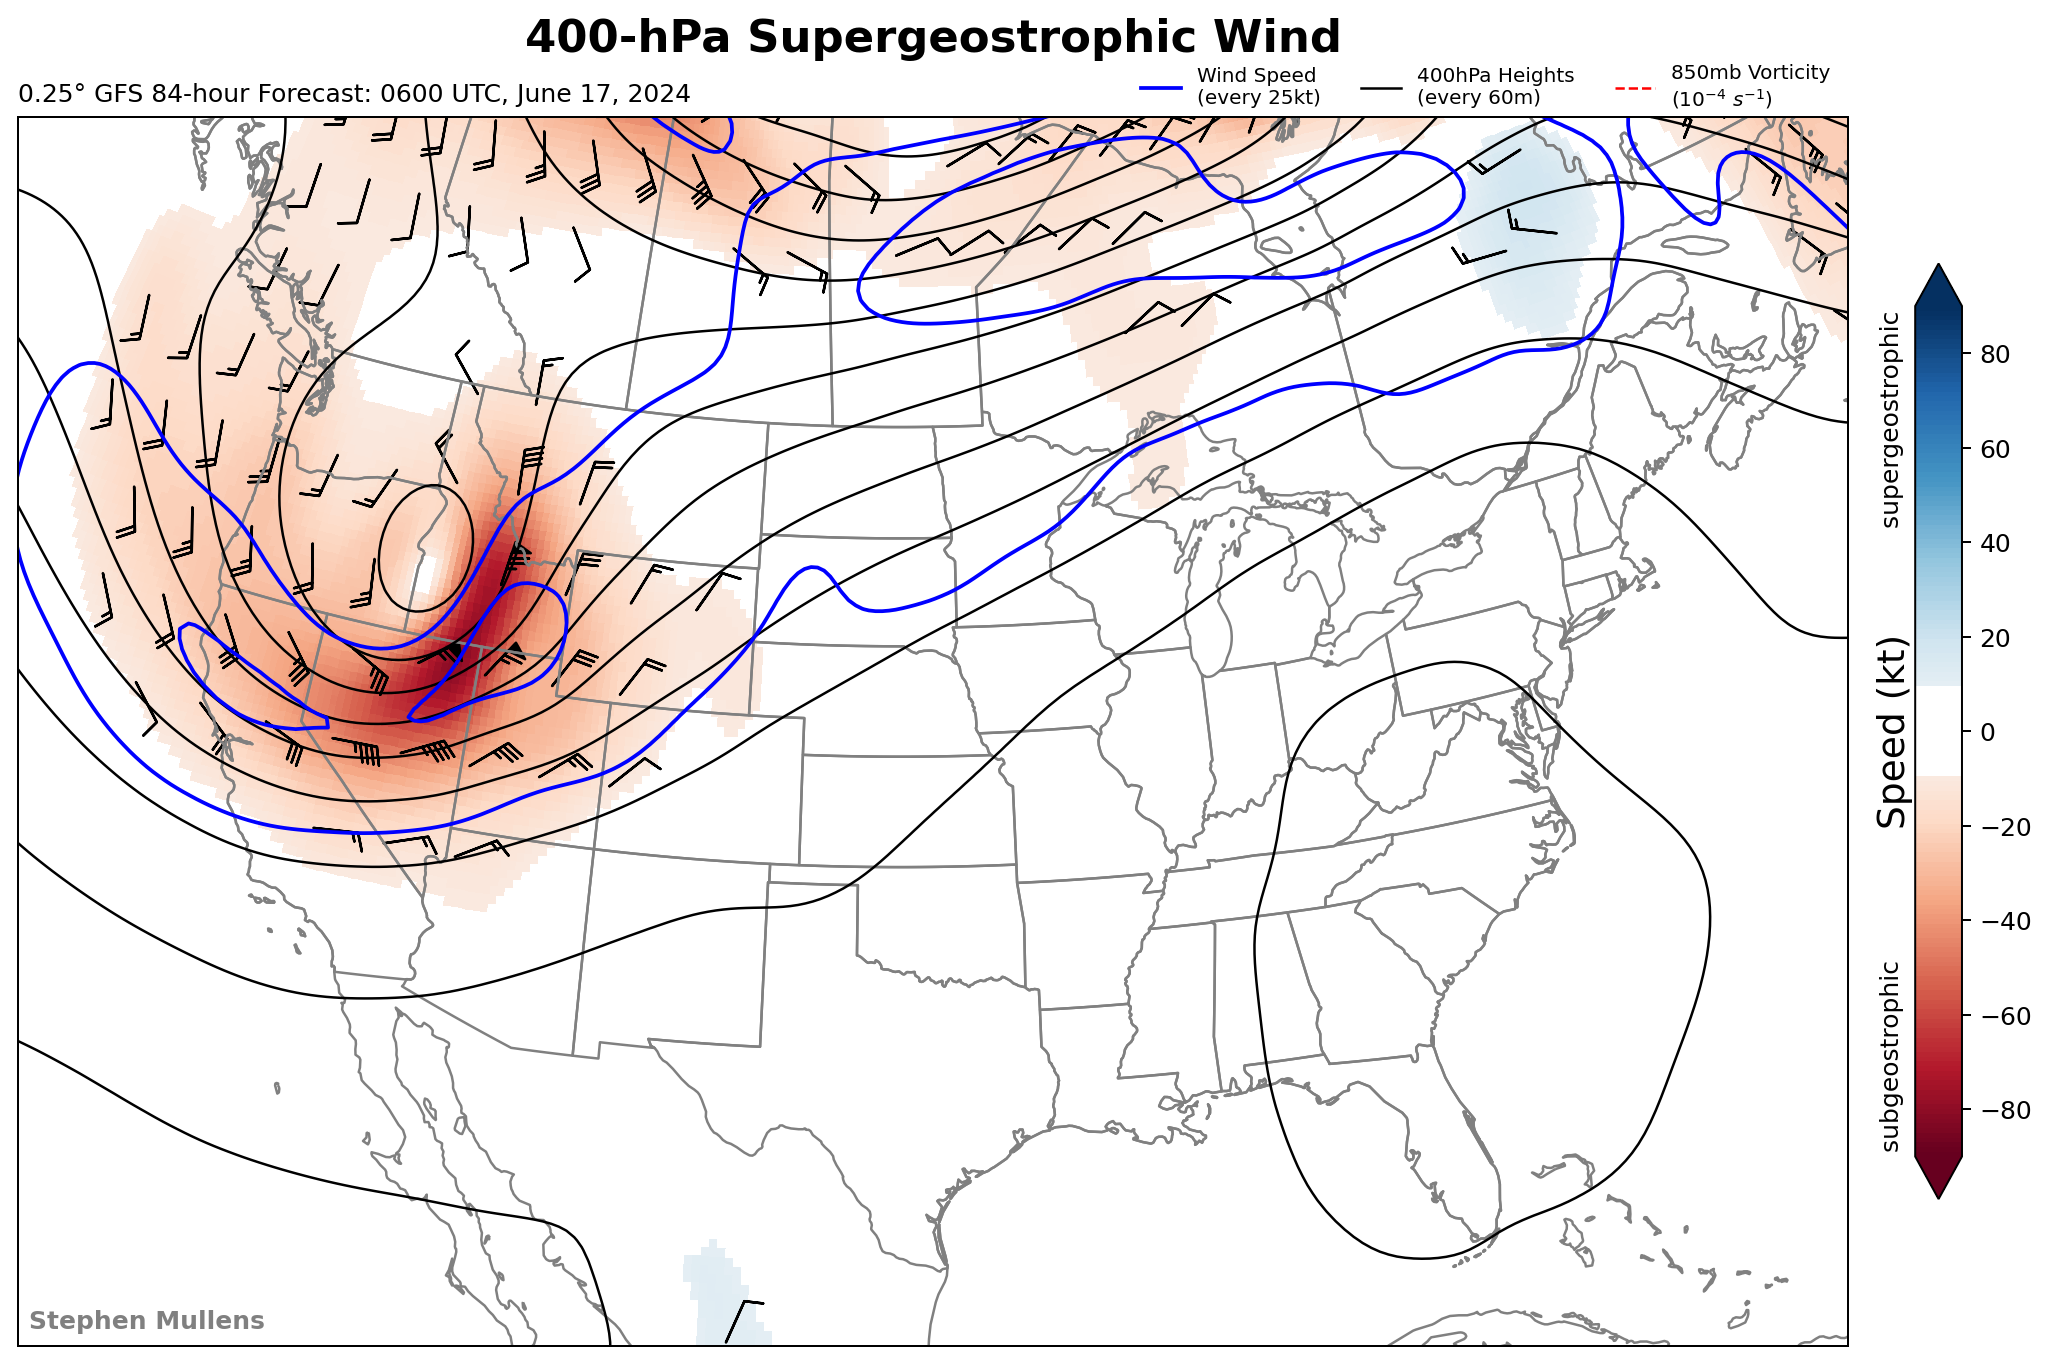 400-hPa Supergeostrophic Wind
0.25° GFS 84-hour Forecast: 0600 UTC, June 17, 2024
Wind Speed
(every 25kt)
400hPa Heights
(every 60m)
850mb Vorticity
(10⁻⁴ s⁻¹)
supergeostrophic
Speed (kt)
subgeostrophic
80
60
40
20
0
−20
−40
−60
−80
Stephen Mullens